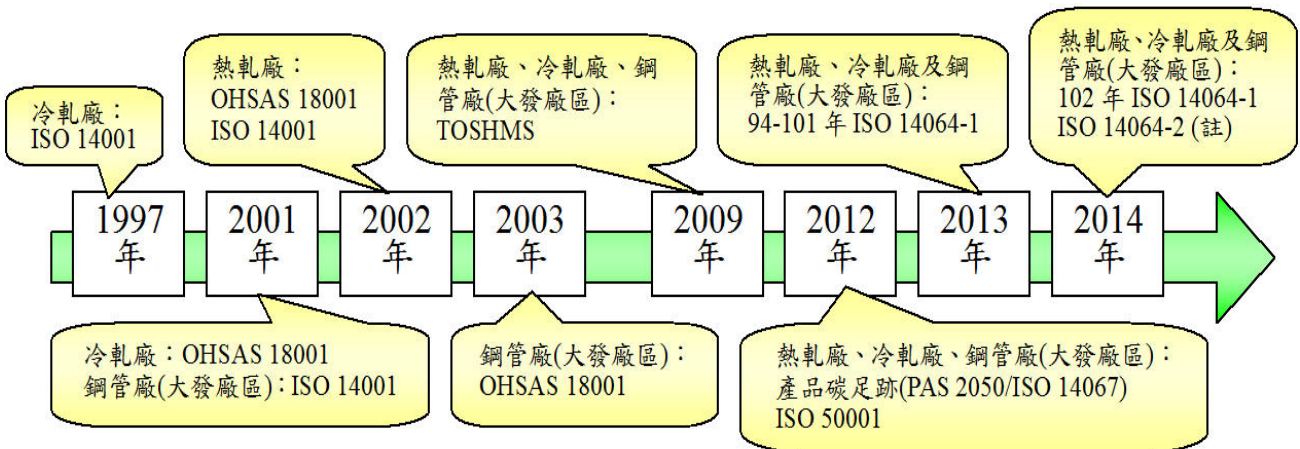 冷軋廠：
ISO 14001
熱軋廠：
OHSAS 18001
ISO 14001
熱軋廠、冷軋廠、鋼
管廠(大發廠區)：
TOSHMS
熱軋廠、冷軋廠及鋼
管廠(大發廠區)：
94-101 年 ISO 14064-1
熱軋廠、冷軋廠及鋼
管廠(大發廠區)：
102 年 ISO 14064-1
ISO 14064-2 (註)
1997
年
2001
年
2002
年
2003
年
2009
年
2012
年
2013
年
2014
年
冷軋廠：OHSAS 18001
鋼管廠(大發廠區)：ISO 14001
鋼管廠(大發廠區)：
OHSAS 18001
熱軋廠、冷軋廠、鋼管廠(大發廠區)：
產品碳足跡(PAS 2050/ISO 14067)
ISO 50001